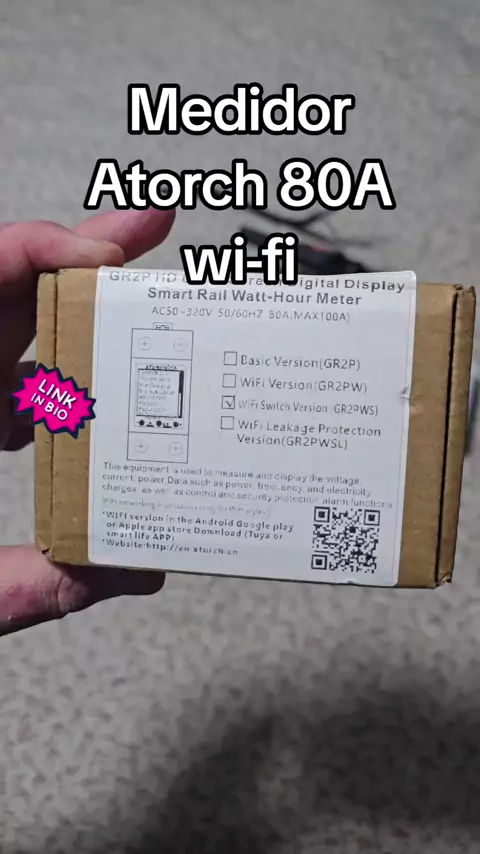 Medidor
Atorch 80A
wi-fi
GR2P HD Digital Display
Smart Rail Watt-Hour Meter
AC50~320V 50/60HZ 80A(MAX100A)
Basic Version(GR2P)
WiFi Version(GR2PW)
WiFi Switch Version (GR2PWS)
WiFi Leakage Protection
Version(GR2PWSL)
LINK
IN BIO
This equipment is used to measure and display the voltage,
current, power. Data such as power, frequency, and electricity
charges, as well as control and security protection alarm functions
*WIFI version in the Android Google play
or Apple app store Download (Tuya or
smart life APP)
*Website:http://en.atorch.cn